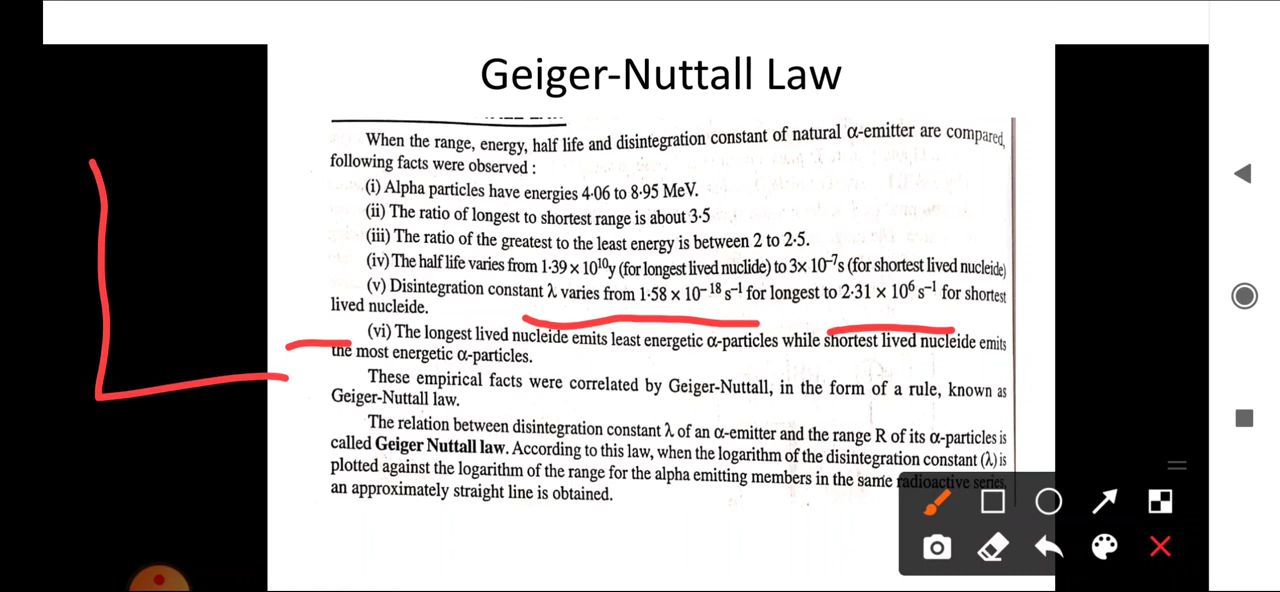 Geiger-Nuttall Law
When the range, energy, half life and disintegration constant of natural α-emitter are compared,
following facts were observed :
(i) Alpha particles have energies 4·06 to 8·95 MeV.
(ii) The ratio of longest to shortest range is about 3·5
(iii) The ratio of the greatest to the least energy is between 2 to 2·5.
(iv) The half life varies from 1·39 × 10¹⁰y (for longest lived nuclide) to 3× 10⁻⁷s (for shortest lived nucleide)
(v) Disintegration constant λ varies from 1·58 × 10⁻¹⁸ s⁻¹ for longest to 2·31 × 10⁶ s⁻¹ for shortest
lived nucleide.
(vi) The longest lived nucleide emits least energetic α-particles while shortest lived nucleide emits
the most energetic α-particles.
These empirical facts were correlated by Geiger-Nuttall, in the form of a rule, known as
Geiger-Nuttall law.
The relation between disintegration constant λ of an α-emitter and the range R of its α-particles is
called Geiger Nuttall law. According to this law, when the logarithm of the disintegration constant (λ) is
plotted against the logarithm of the range for the alpha emitting members in the same radioactive series,
an approximately straight line is obtained.